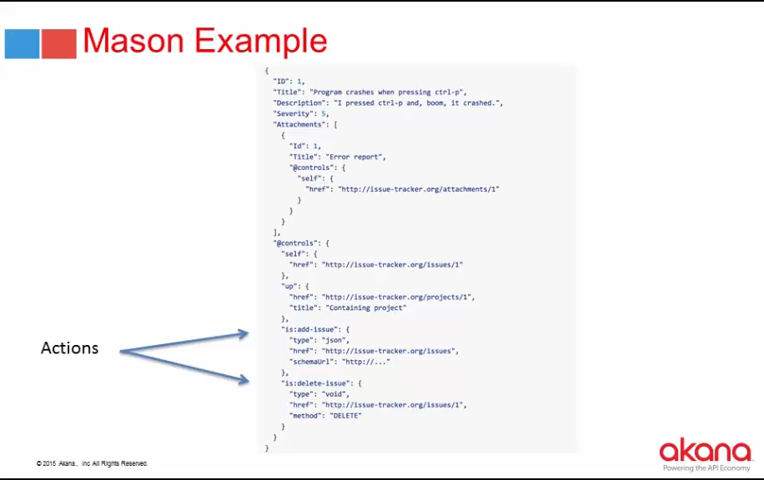 Mason Example
{
"ID": 1,
"Title": "Program crashes when pressing ctrl-p",
"Description": "I pressed ctrl-p and, boom, it crashed.",
"Severity": 5,
"Attachments": [
{
"Id": 1,
"Title": "Error report",
"@controls": {
"self": {
"href": "http://issue-tracker.org/attachments/1"
}
}
}
],
"@controls": {
"self": {
"href": "http://issue-tracker.org/issues/1"
},
"up": {
"href": "http://issue-tracker.org/projects/1",
"title": "Containing project"
},
"is:add-issue": {
"type": "json",
"href": "http://issue-tracker.org/issues",
"schemaUrl": "http://..."
},
"is:delete-issue": {
"type": "void",
"href": "http://issue-tracker.org/issues/1",
"method": "DELETE"
}
}
}
Actions
© 2015 Akana., Inc All Rights Reserved.
akana
Powering the API Economy